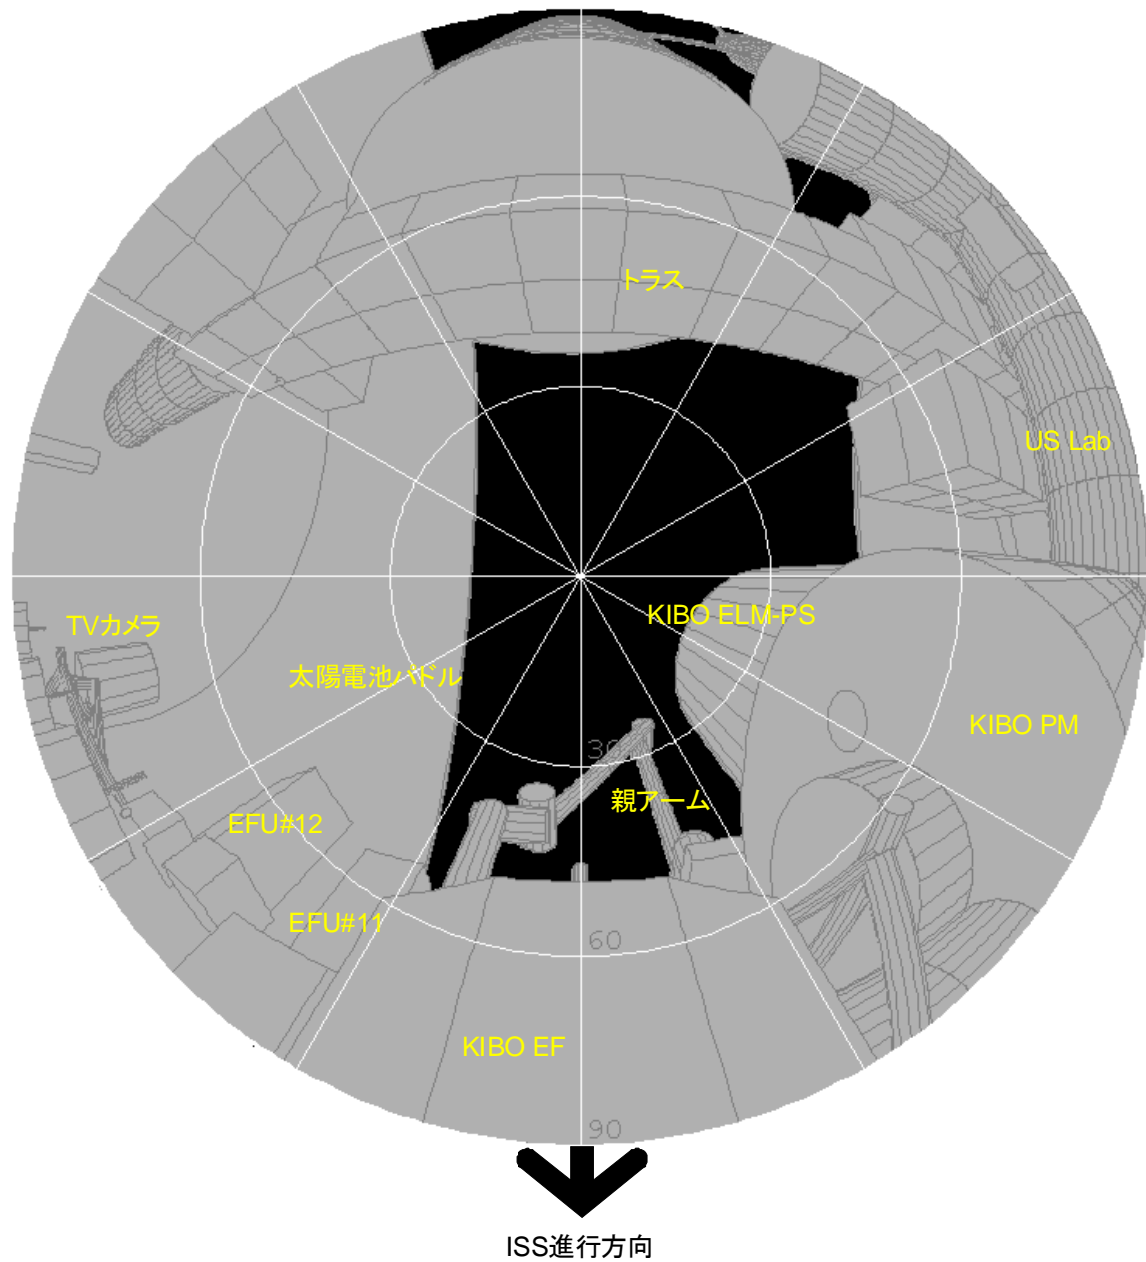 トラス
US Lab
KIBO ELM-PS
TVカメラ
太陽電池パドル
KIBO PM
30
親アーム
EFU#12
EFU#11
60
KIBO EF
90
ISS進行方向